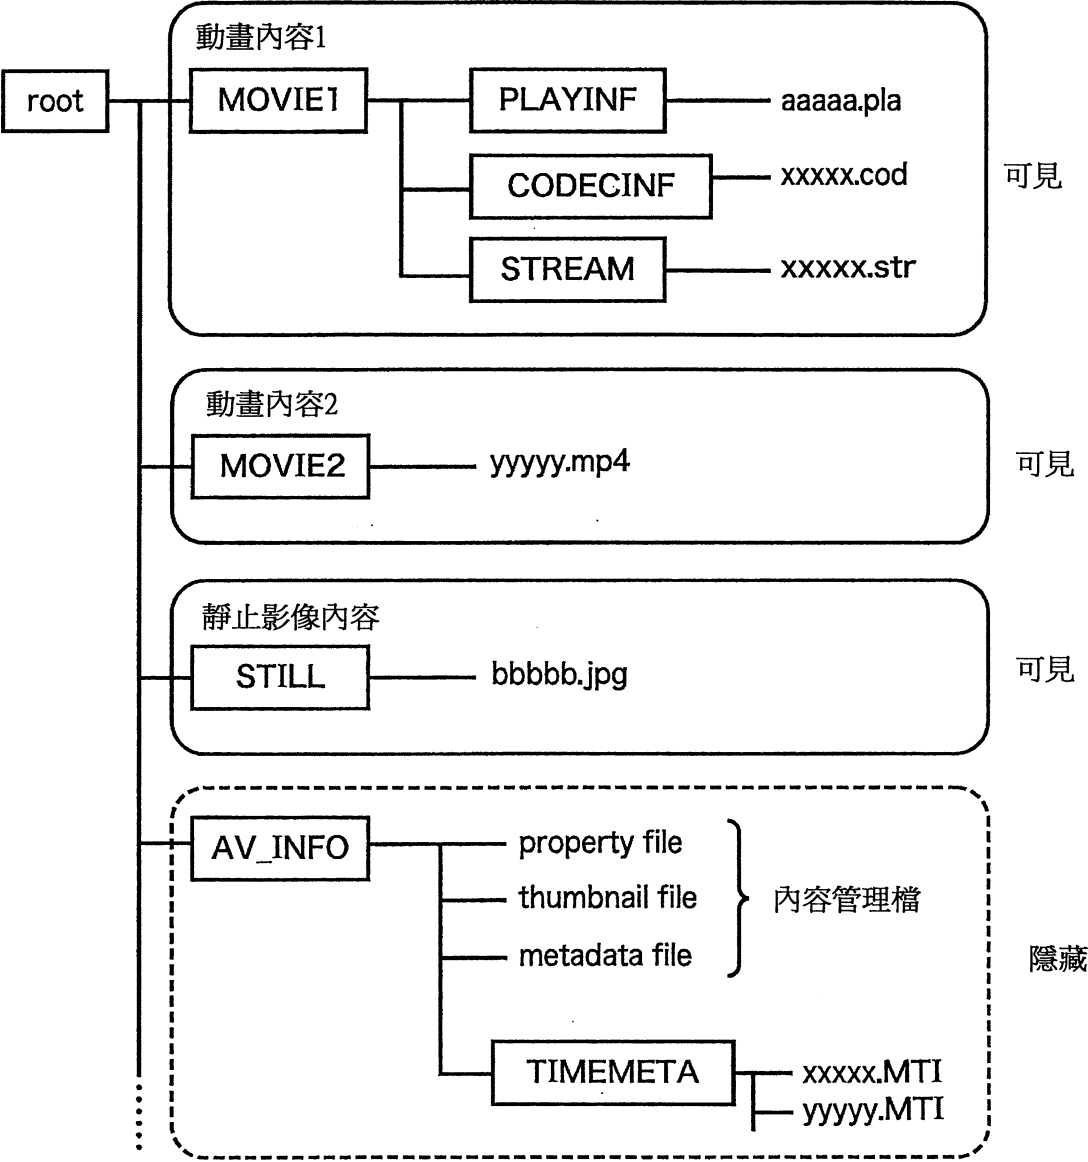 動畫內容1
root
MOVIE1
PLAYINF
aaaaa.pla
CODECINF
xxxxx.cod
可見
STREAM
xxxxx.str
動畫內容2
MOVIE2
yyyyy.mp4
可見
靜止影像內容
STILL
bbbbb.jpg
可見
AV_INFO
property file
thumbnail file
內容管理檔
metadata file
隱藏
TIMEMETA
xxxxx.MTI
yyyyy.MTI